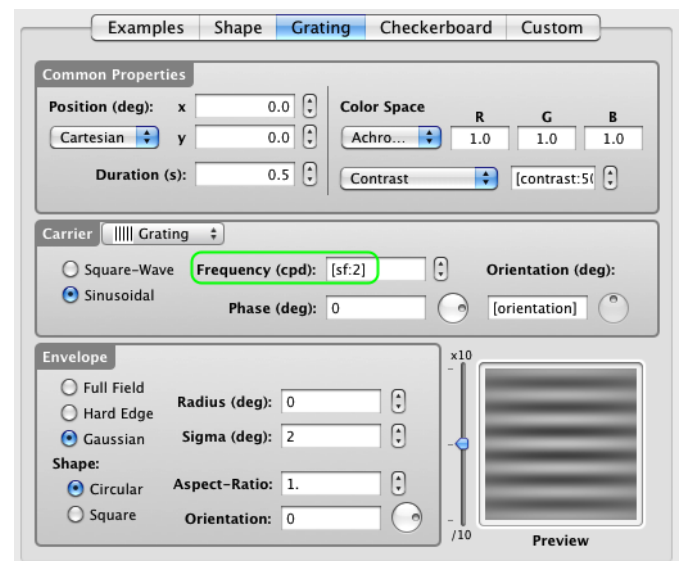 Examples Shape Grating Checkerboard Custom
Common Properties
Position (deg): x 0.0 Color Space R G B
Cartesian y 0.0 Achro... 1.0 1.0 1.0
Duration (s): 0.5 Contrast [contrast:5(
Carrier Grating
Square-Wave Frequency (cpd): [sf:2] Orientation (deg):
Sinusoidal Phase (deg): 0 [orientation]
Envelope x10
Full Field
Radius (deg): 0
Hard Edge
Gaussian Sigma (deg): 2
Shape:
Circular Aspect-Ratio: 1.
Square Orientation: 0
/10 Preview